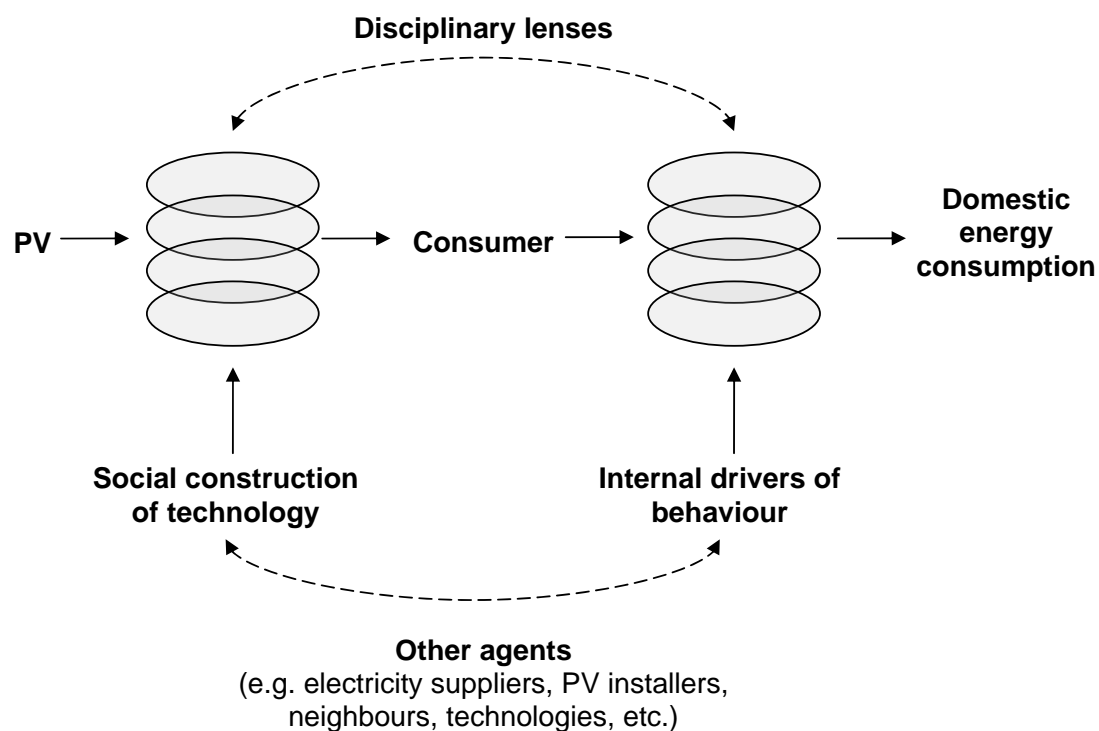 Disciplinary lenses
PV
Consumer
Domestic
energy
consumption
Social construction
of technology
Internal drivers of
behaviour
Other agents
(e.g. electricity suppliers, PV installers,
neighbours, technologies, etc.)